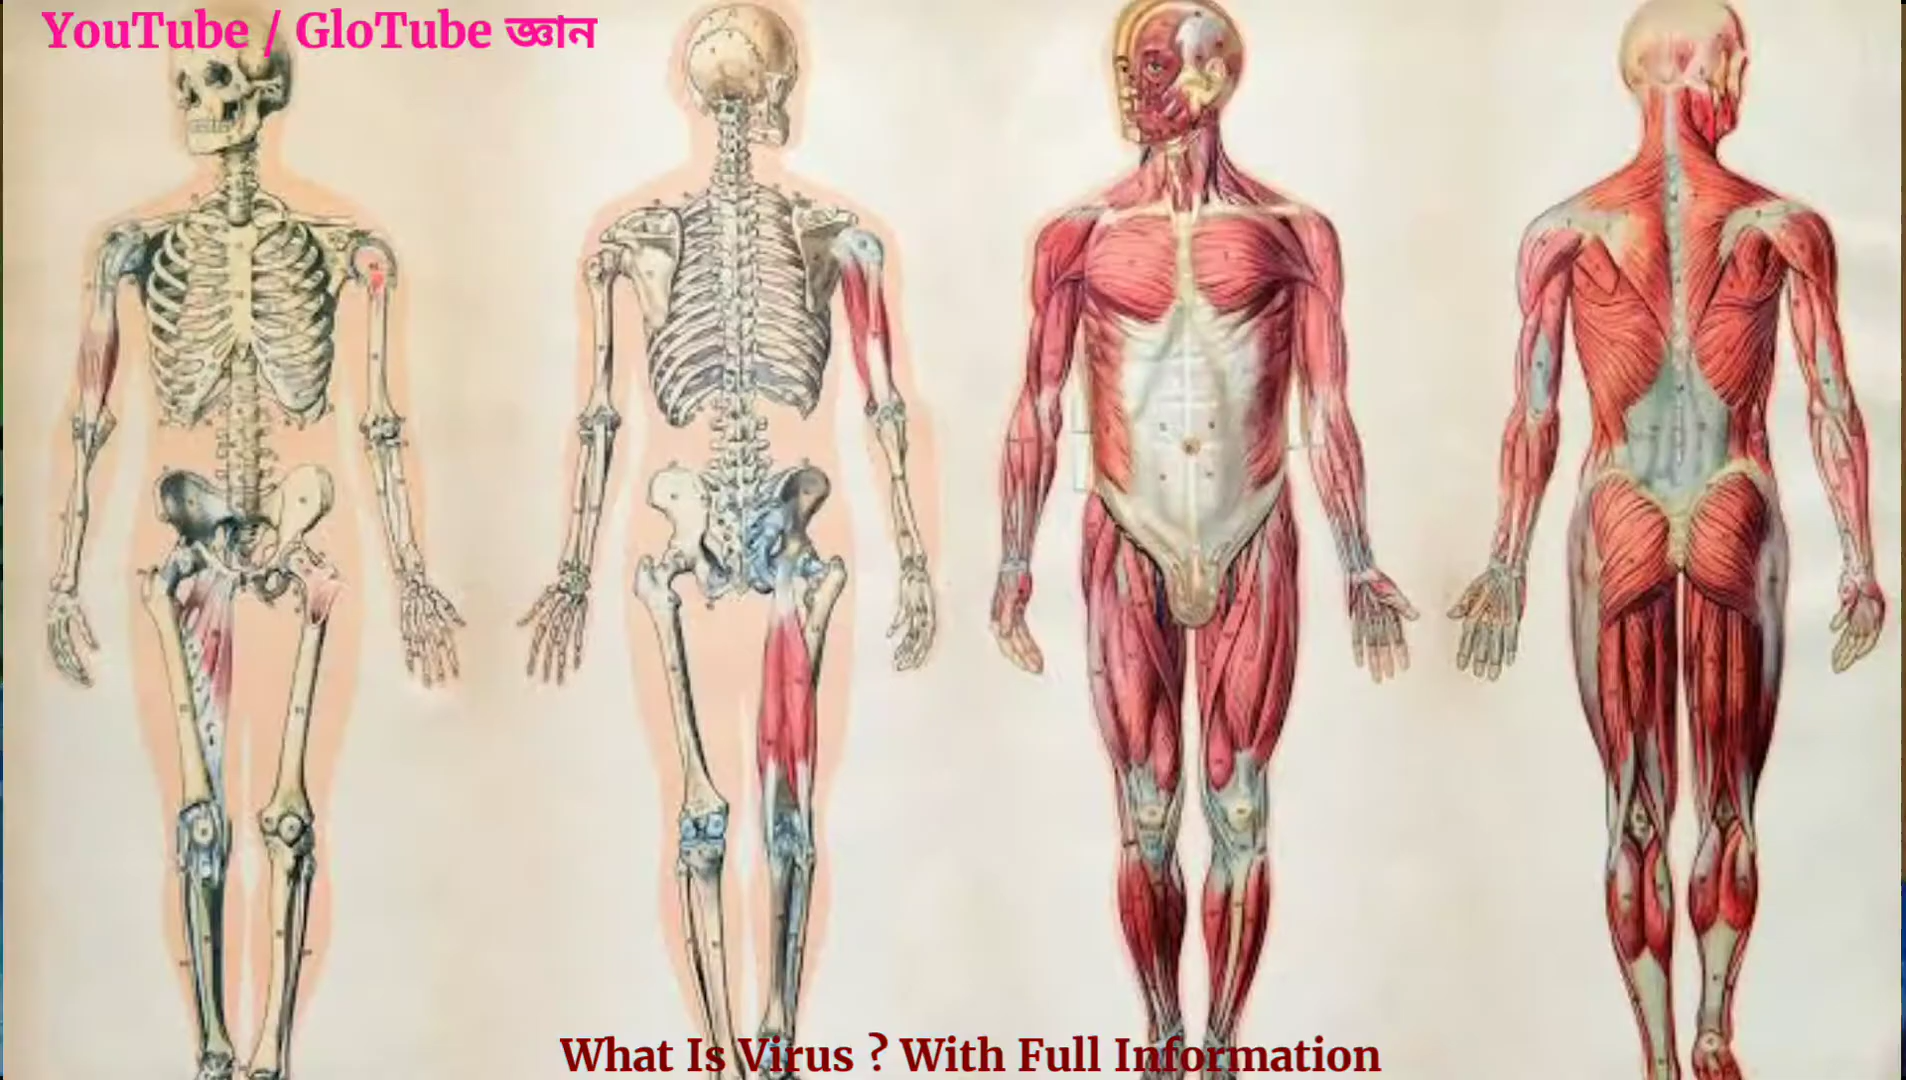 YouTube / GloTube জ্ঞান
What Is Virus ? With Full Information